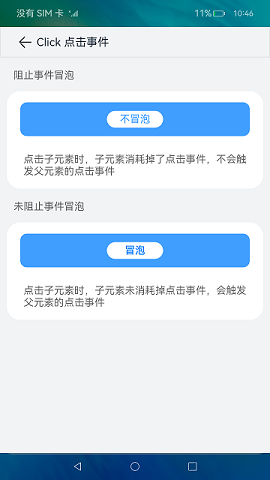 没有 SIM 卡
11%
10:46
Click 点击事件
阻止事件冒泡
不冒泡
点击子元素时，子元素消耗掉了点击事件，不会触
发父元素的点击事件
未阻止事件冒泡
冒泡
点击子元素时，子元素未消耗掉点击事件，会触发
父元素的点击事件